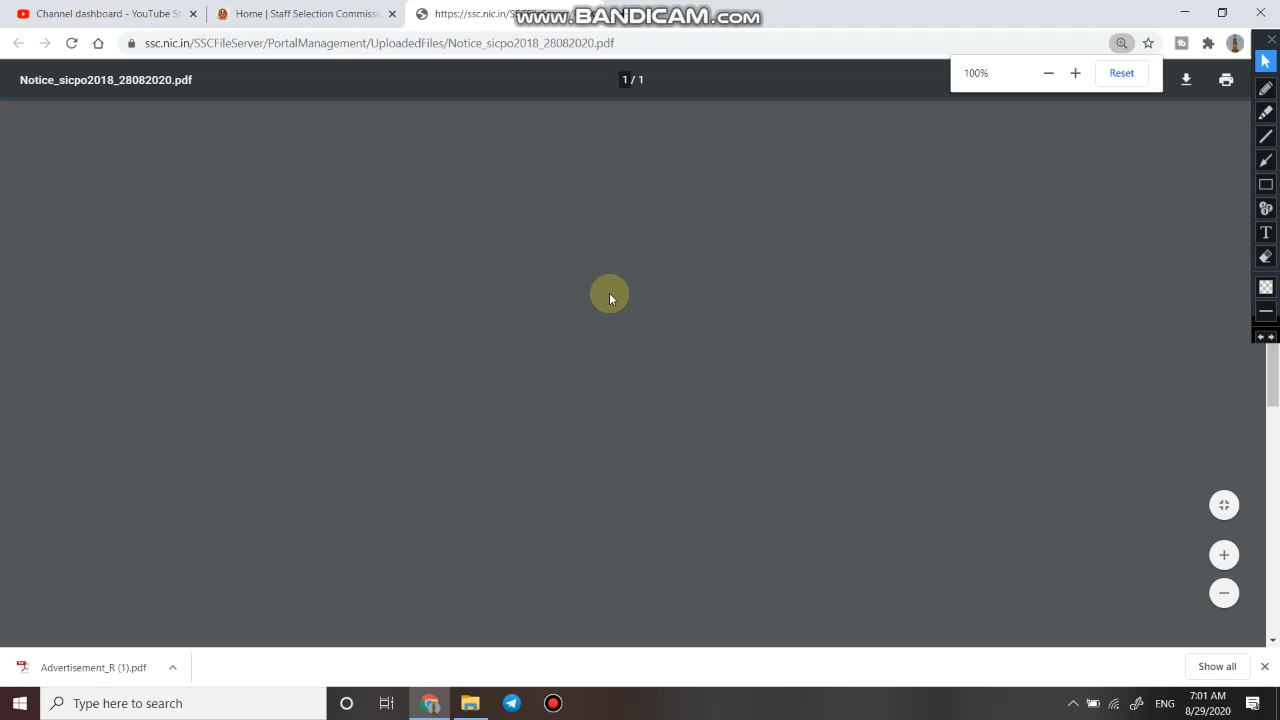 Channel dashboard - YouTube St
Home | Staff Selection Commissi
https://ssc.nic.in/SSCFileS
www.BANDICAM.com
ssc.nic.in/SSCFileServer/PortalManagement/UploadedFiles/Notice_sicpo2018_28082020.pdf
Notice_sicpo2018_28082020.pdf
1 / 1
100%
Reset
T
Advertisement_R (1).pdf
Show all
Type here to search
ENG
7:01 AM
8/29/2020